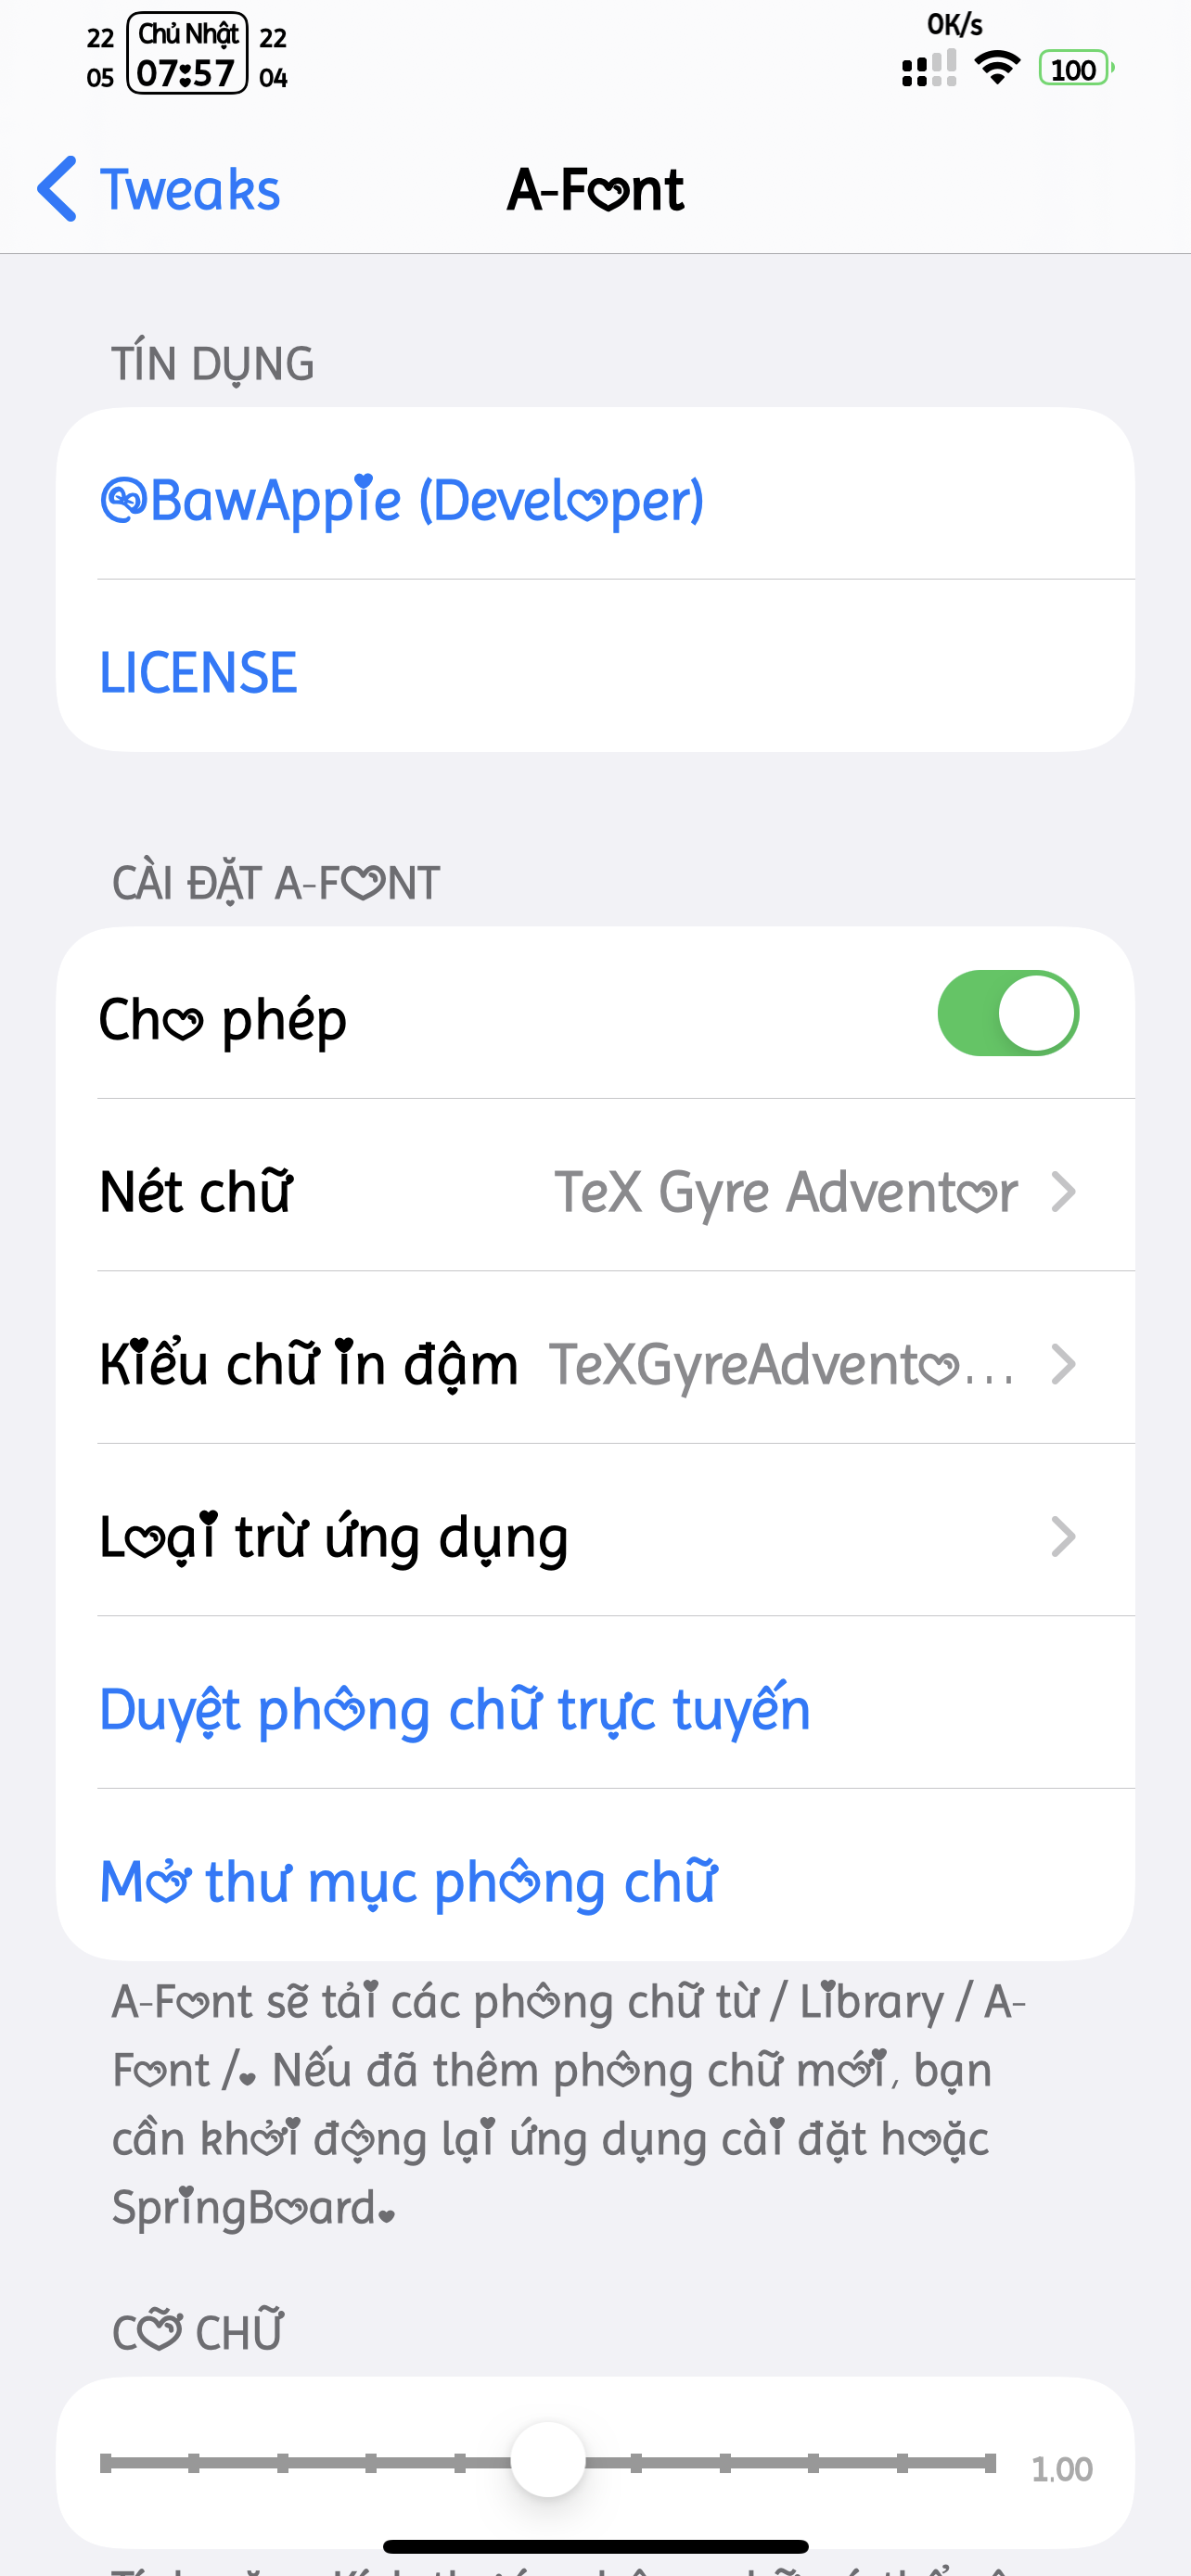 22 Chủ Nhật 22
05 07:57 04
0K/s
100
Tweaks
A-Font
TÍN DỤNG
@BawAppie (Developer)
LICENSE
CÀI ĐẶT A-FONT
Cho phép
Nét chữ TeX Gyre Adventor
Kiểu chữ in đậm TeXGyreAdvento...
Loại trừ ứng dụng
Duyệt phông chữ trực tuyến
Mở thư mục phông chữ
A-Font sẽ tải các phông chữ từ / Library / A-
Font /. Nếu đã thêm phông chữ mới, bạn
cần khởi động lại ứng dụng cài đặt hoặc
SpringBoard.
CỠ CHỮ
1.00